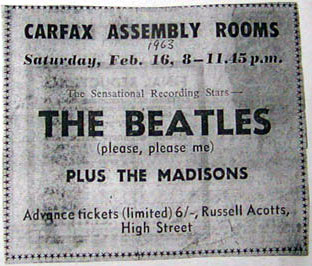 CARFAX ASSEMBLY ROOMS
1963
Saturday, Feb. 16, 8—11.45 p.m.
The Sensational Recording Stars—
THE BEATLES
(please, please me)
PLUS THE MADISONS
Advance tickets (limited) 6/-, Russell Acotts,
High Street